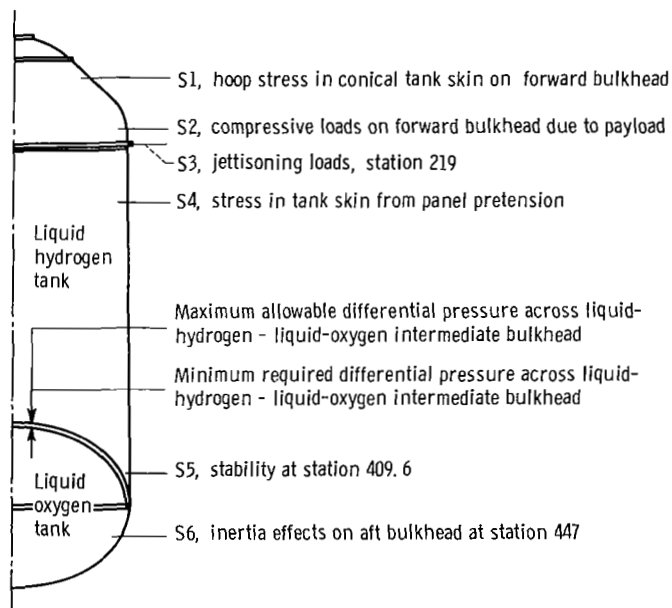 S1, hoop stress in conical tank skin on forward bulkhead
S2, compressive loads on forward bulkhead due to payload
S3, jettisoning loads, station 219
S4, stress in tank skin from panel pretension
Liquid
hydrogen
tank
Maximum allowable differential pressure across liquid-
hydrogen - liquid-oxygen intermediate bulkhead
Minimum required differential pressure across liquid-
hydrogen - liquid-oxygen intermediate bulkhead
S5, stability at station 409. 6
Liquid
oxygen
tank
S6, inertia effects on aft bulkhead at station 447